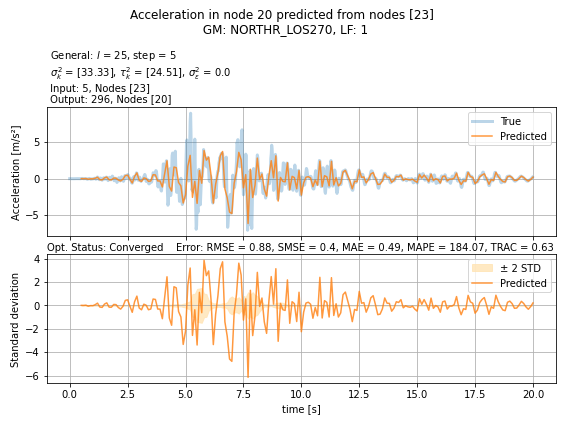 Acceleration in node 20 predicted from nodes [23]
GM: NORTHR_LOS270, LF: 1
General: l = 25, step = 5
σ²ₖ = [33.33], τ²ₖ = [24.51], σ²ε = 0.0
Input: 5, Nodes [23]
Output: 296, Nodes [20]
Acceleration [m/s²]
5
0
−5
True
Predicted
Opt. Status: Converged Error: RMSE = 0.88, SMSE = 0.4, MAE = 0.49, MAPE = 184.07, TRAC = 0.63
Standard deviation
4
2
0
−2
−4
−6
± 2 STD
Predicted
0.0 2.5 5.0 7.5 10.0 12.5 15.0 17.5 20.0
time [s]